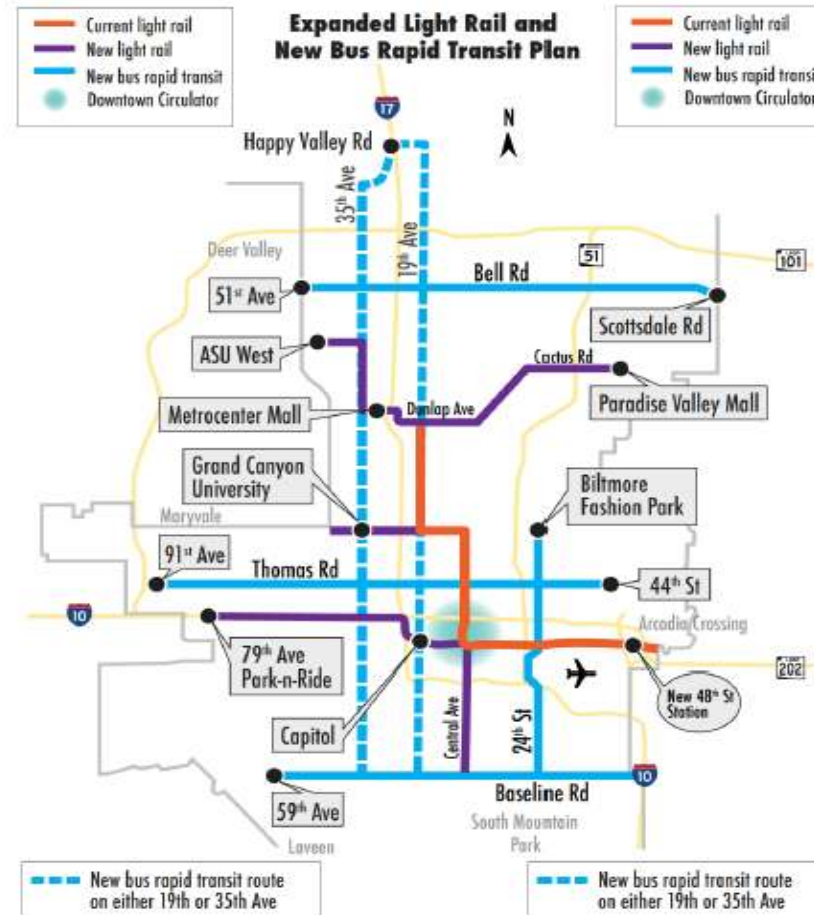 Expanded Light Rail and
New Bus Rapid Transit Plan
Current light rail
New light rail
New bus rapid transit
Downtown Circulator
Current light rail
New light rail
New bus rapid transit
Downtown Circulator
17
N
Happy Valley Rd
35th Ave
19th Ave
Deer Valley
51
LOOP
101
51st Ave
Bell Rd
Scottsdale Rd
ASU West
Cactus Rd
Metrocenter Mall
Dunlap Ave
Paradise Valley Mall
Grand Canyon
University
Biltmore
Fashion Park
Maryvale
91st Ave
Thomas Rd
44th St
10
Arcadia Crossing
79th Ave
Park-n-Ride
LOOP
202
New 48th St
Station
Capitol
Central Ave
24th St
10
59th Ave
Baseline Rd
South Mountain
Park
Laveen
New bus rapid transit route
on either 19th or 35th Ave
New bus rapid transit route
on either 19th or 35th Ave